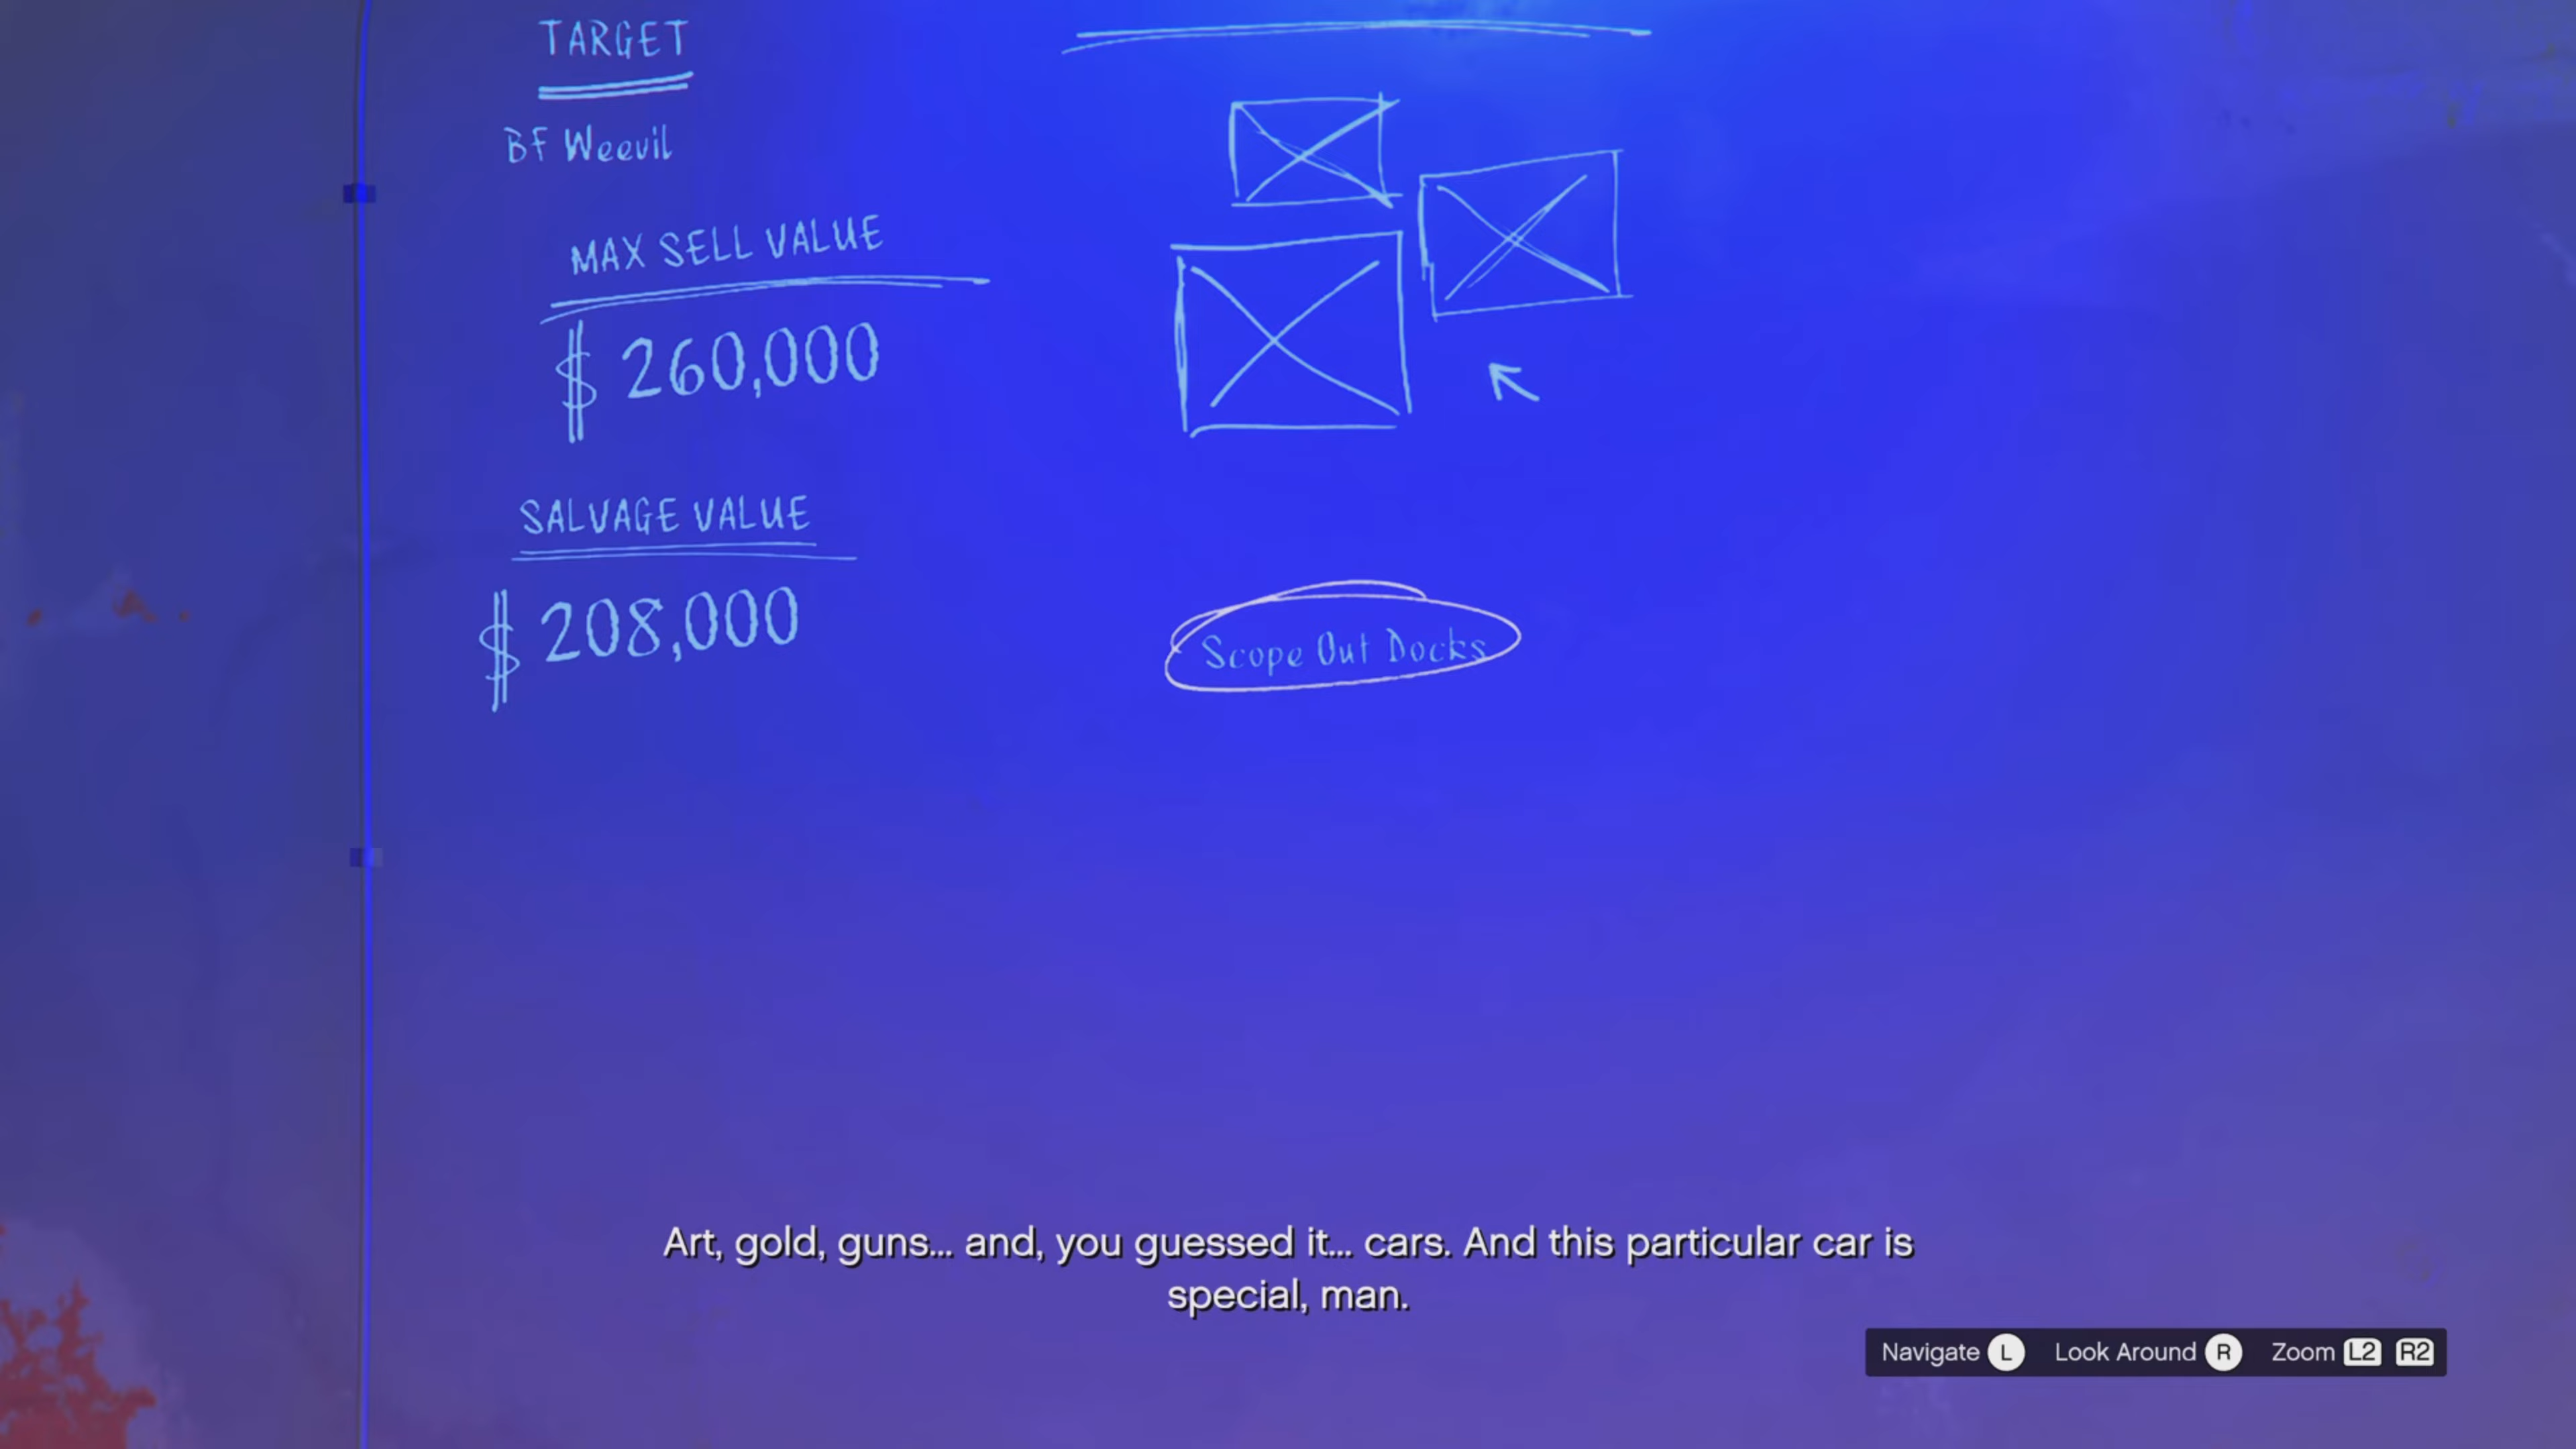 TARGET
BF Weevil
MAX SELL VALUE
$ 260,000
SALVAGE VALUE
$ 208,000
Scope Out Docks
Art, gold, guns... and, you guessed it... cars. And this particular car is
special, man.
Navigate L Look Around R Zoom L2 R2